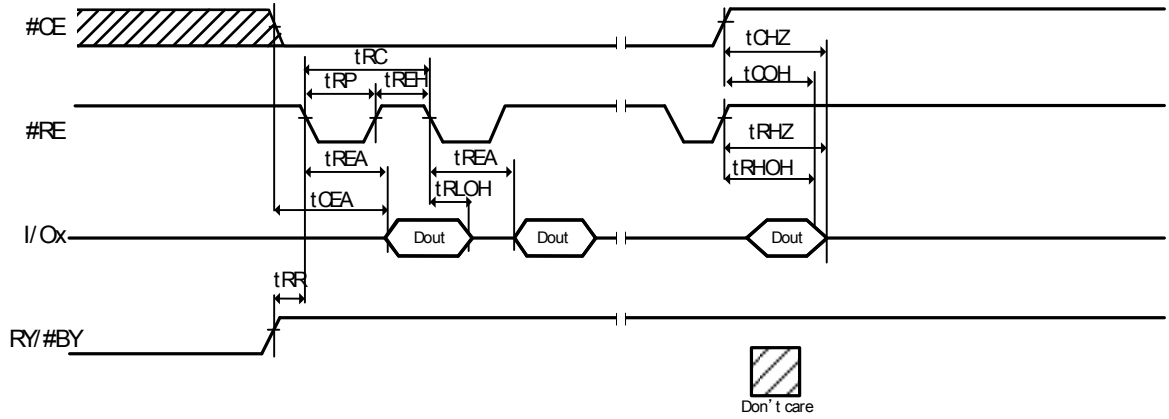 #CE
tCHZ
tRC
tCOH
tRP
tREH
#RE
tRHZ
tREA
tREA
tRHOH
tRLOH
tCEA
I/Ox
Dout
Dout
Dout
tRR
RY/#BY
Don't care